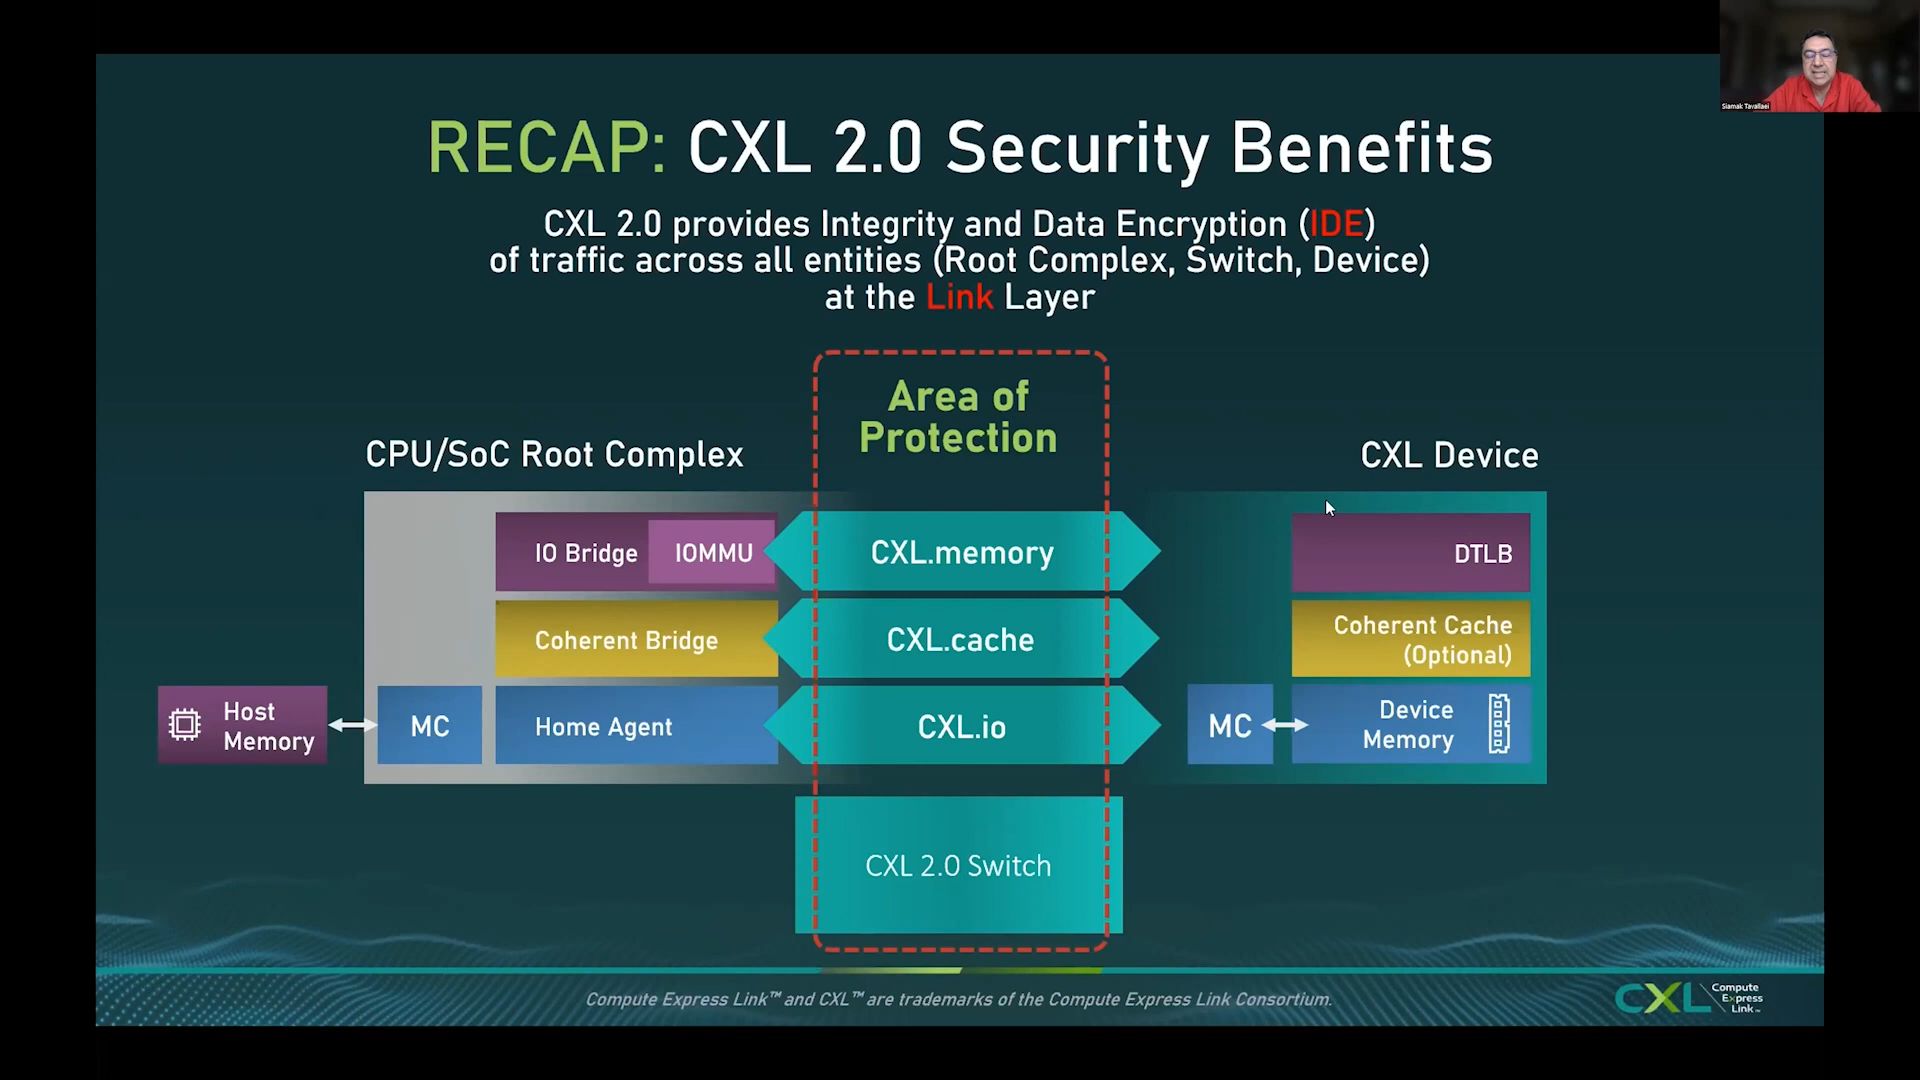 Siamak Tavallaei
RECAP: CXL 2.0 Security Benefits
CXL 2.0 provides Integrity and Data Encryption (IDE)
of traffic across all entities (Root Complex, Switch, Device)
at the Link Layer
Area of
Protection
CPU/SoC Root Complex
CXL Device
IO Bridge
IOMMU
CXL.memory
DTLB
Coherent Bridge
CXL.cache
Coherent Cache
(Optional)
Host
Memory
MC
Home Agent
CXL.io
MC
Device
Memory
CXL 2.0 Switch
Compute Express Link™ and CXL™ are trademarks of the Compute Express Link Consortium.
CXL
Compute
Express
Link™